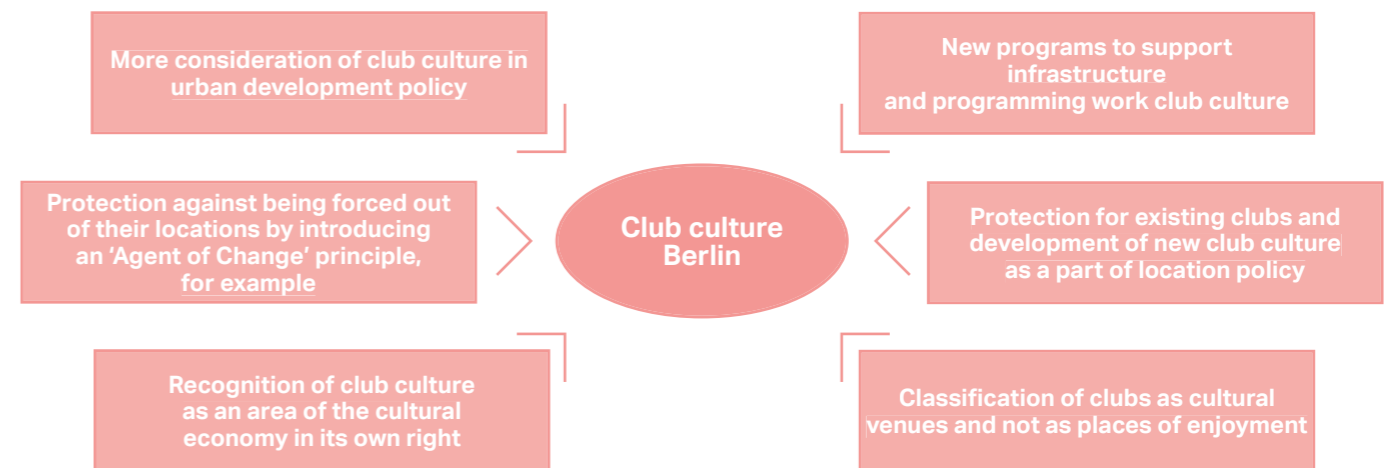 More consideration of club culture in
urban development policy
New programs to support
infrastructure
and programming work club culture
Protection against being forced out
of their locations by introducing
an ‘Agent of Change’ principle,
for example
Club culture
Berlin
Protection for existing clubs and
development of new club culture
as a part of location policy
Recognition of club culture
as an area of the cultural
economy in its own right
Classification of clubs as cultural
venues and not as places of enjoyment